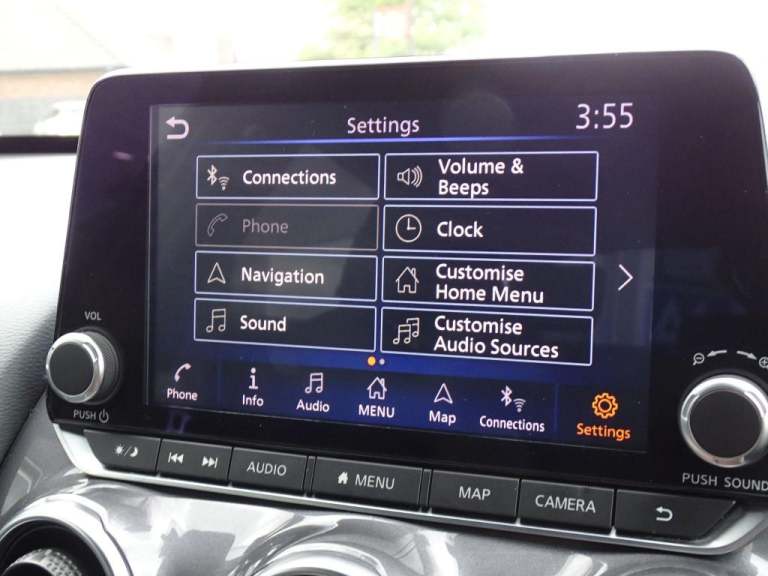 Settings
3:55
Connections
Volume &
Beeps
Phone
Clock
Navigation
Customise
Home Menu
Sound
Customise
Audio Sources
Phone
Info
Audio
MENU
Map
Connections
Settings
VOL
PUSH
PUSH SOUND
AUDIO
MENU
MAP
CAMERA